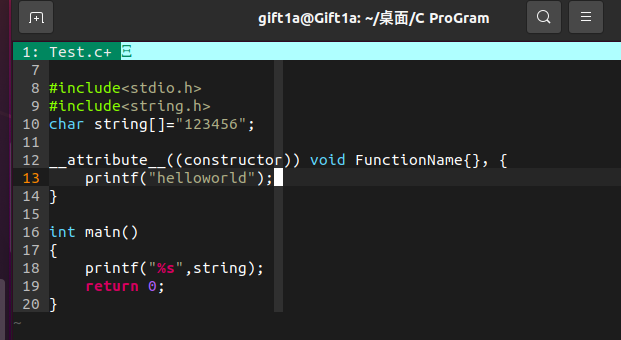 gift1a@Gift1a: ~/桌面/C ProGram
1: Test.c+
7
8 #include<stdio.h>
9 #include<string.h>
10 char string[]="123456";
11
12 __attribute__((constructor)) void FunctionName{}, {
13     printf("helloworld");
14 }
15
16 int main()
17 {
18     printf("%s",string);
19     return 0;
20 }
~